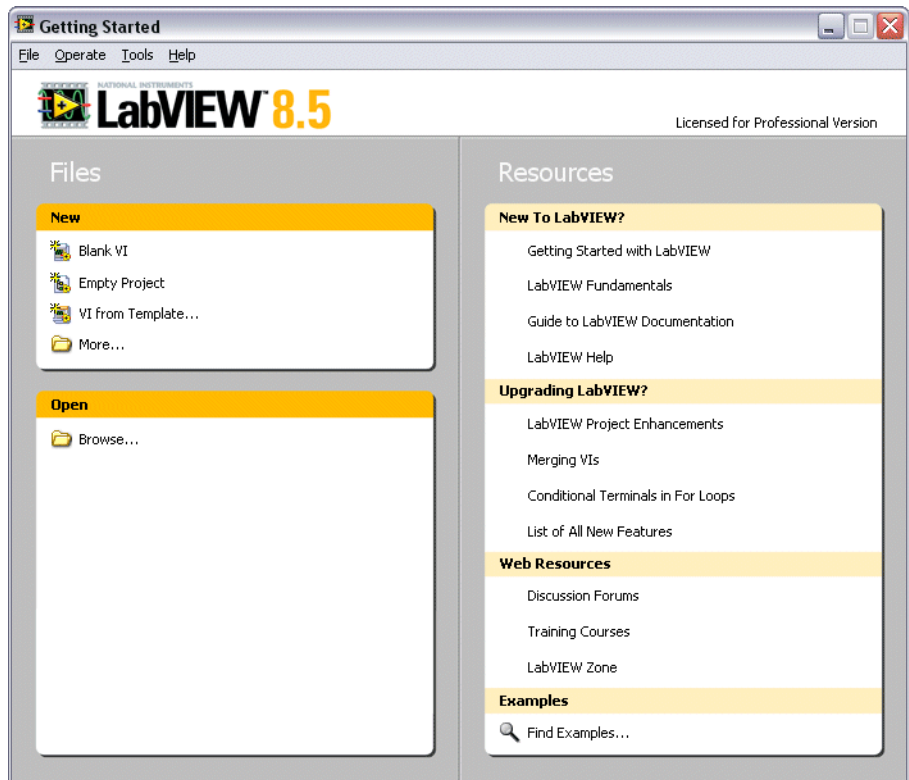 Getting Started
File Operate Tools Help
NATIONAL INSTRUMENTS
LabVIEW™ 8.5
Licensed for Professional Version
Files
New
Blank VI
Empty Project
VI from Template...
More...
Open
Browse...
Resources
New To LabVIEW?
Getting Started with LabVIEW
LabVIEW Fundamentals
Guide to LabVIEW Documentation
LabVIEW Help
Upgrading LabVIEW?
LabVIEW Project Enhancements
Merging VIs
Conditional Terminals in For Loops
List of All New Features
Web Resources
Discussion Forums
Training Courses
LabVIEW Zone
Examples
Find Examples...